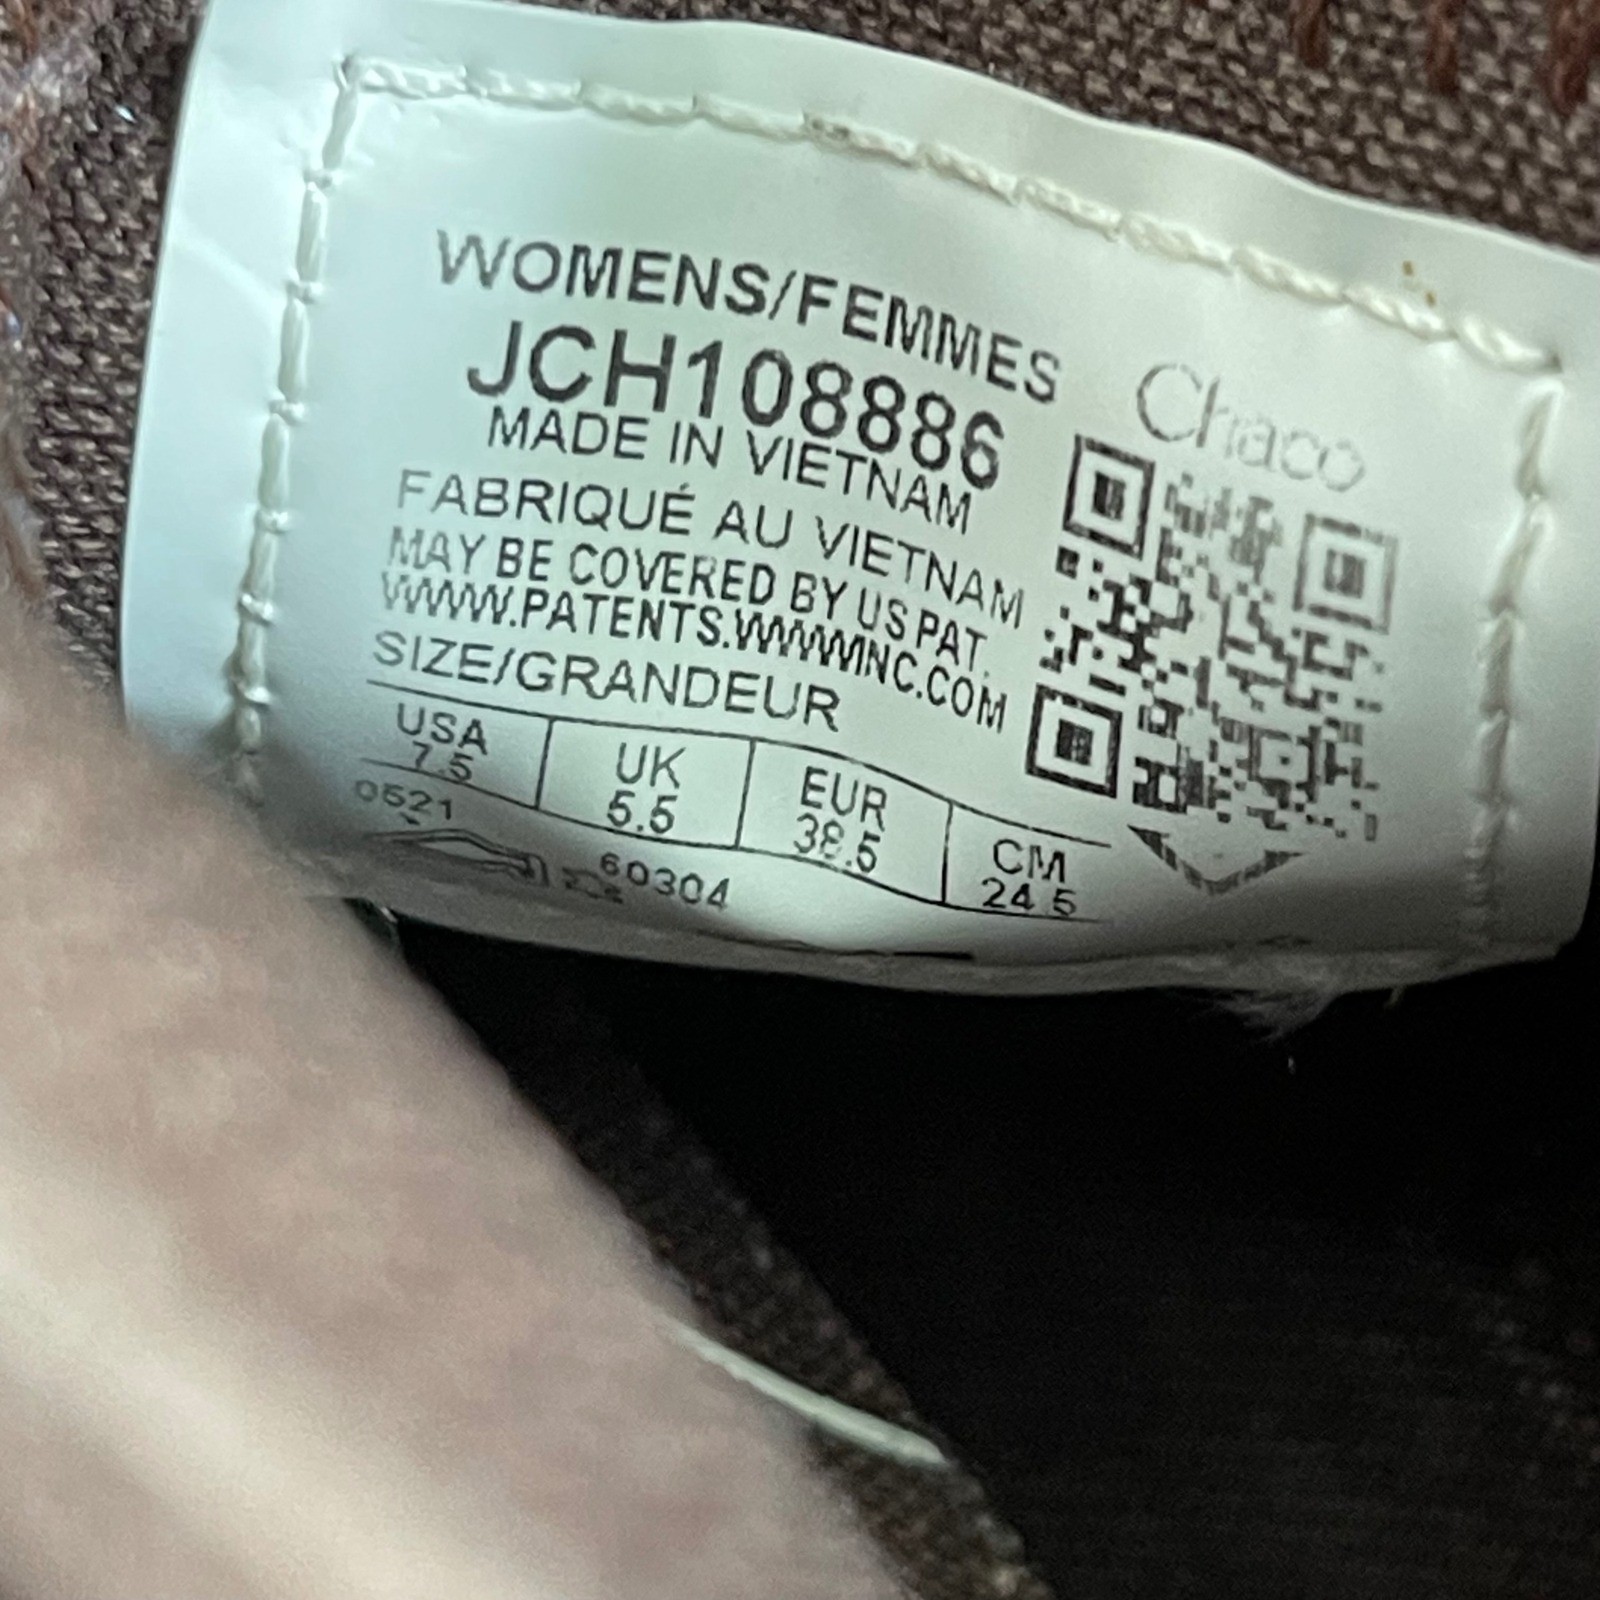 WOMENS/FEMMES
JCH108886
Chaco
MADE IN VIETNAM
FABRIQUÉ AU VIETNAM
MAY BE COVERED BY US PAT.
WWW.PATENTS.WWWINC.COM
SIZE/GRANDEUR
USA UK EUR CM
7.5 5.5 38.5 24.5
0521
60304